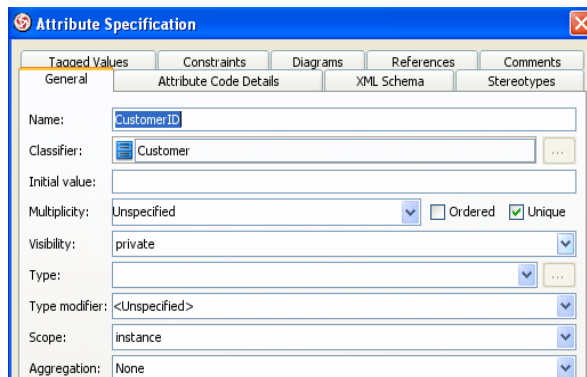 Attribute Specification
Tagged Values Constraints Diagrams References Comments
General Attribute Code Details XML Schema Stereotypes
Name: CustomerID
Classifier: Customer ...
Initial value:
Multiplicity: Unspecified Ordered Unique
Visibility: private
Type: ...
Type modifier: <Unspecified>
Scope: instance
Aggregation: None